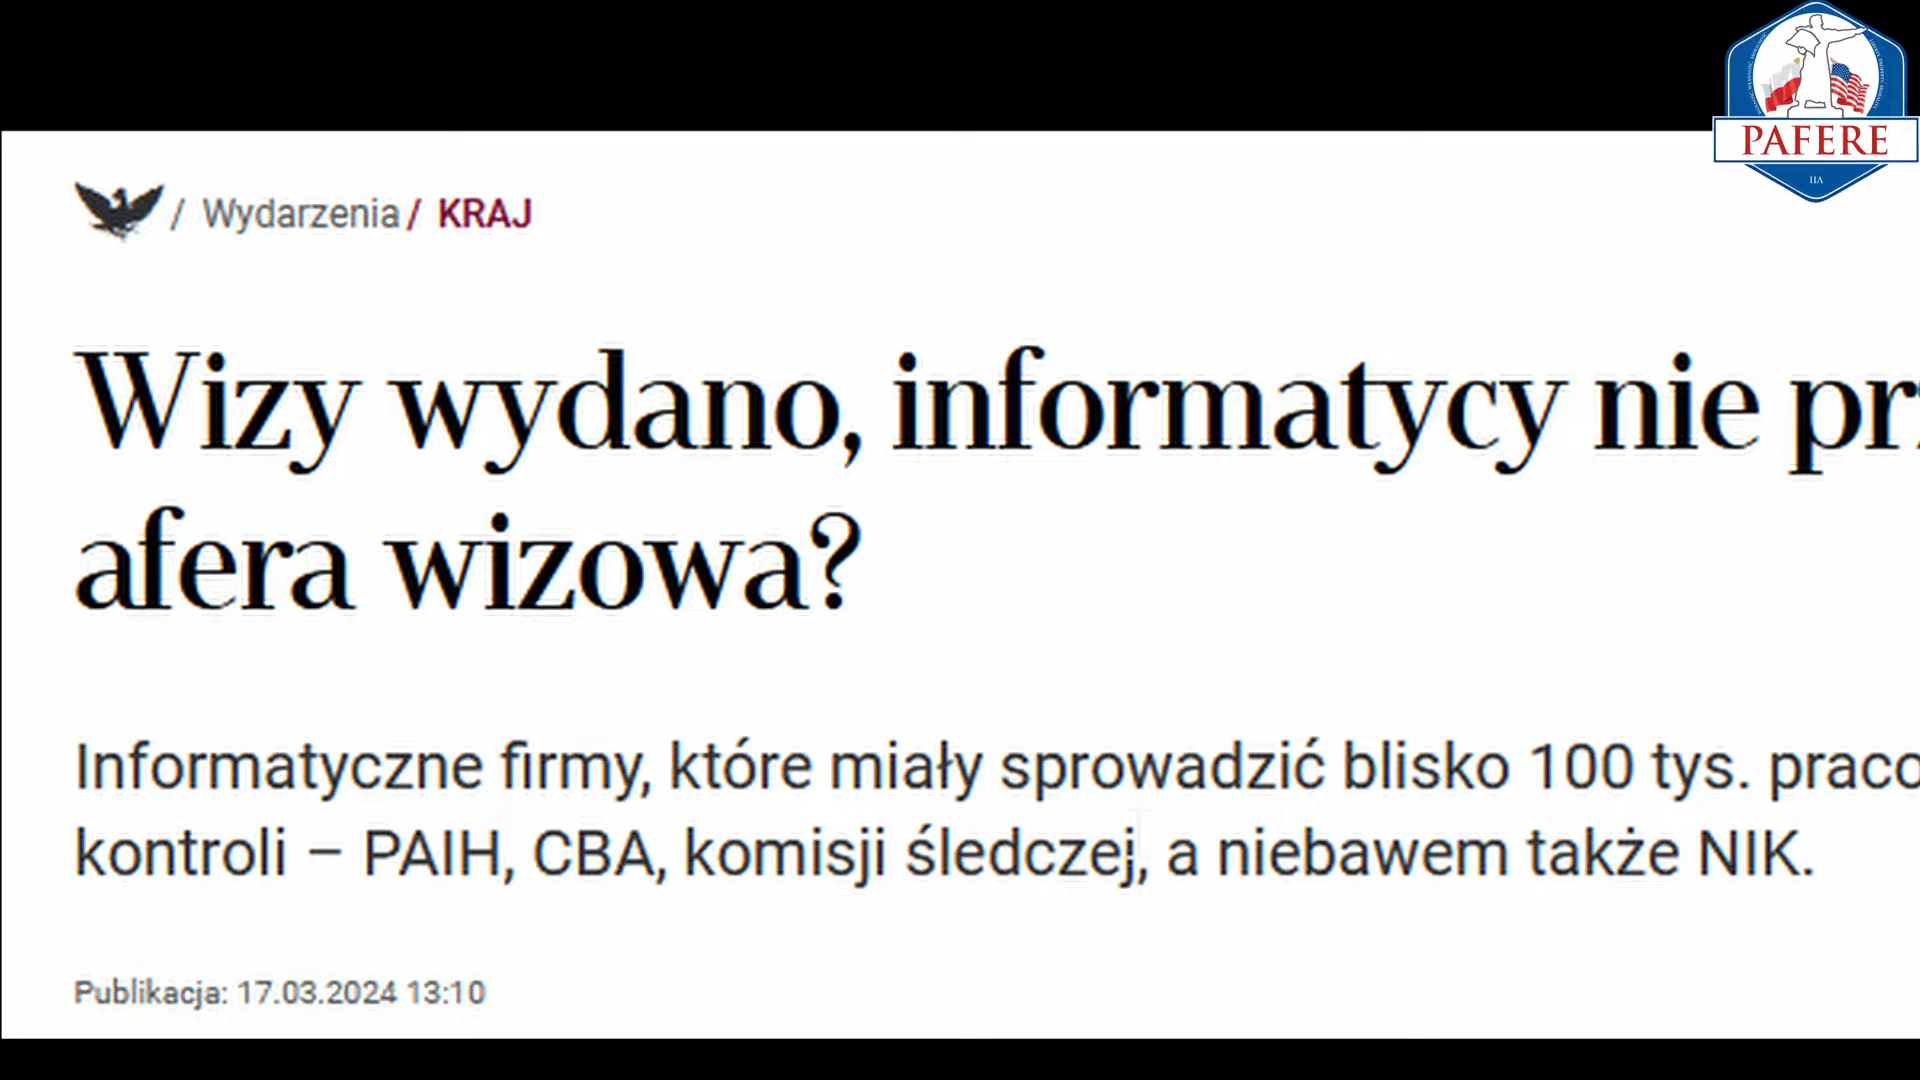 PAFERE
IIA
/ Wydarzenia / KRAJ
Wizy wydano, informatycy nie
afera wizowa?
Informatyczne firmy, które miały sprowadzić blisko 100 tys.
kontroli – PAIH, CBA, komisji śledczej, a niebawem także NIK.
Publikacja: 17.03.2024 13:10